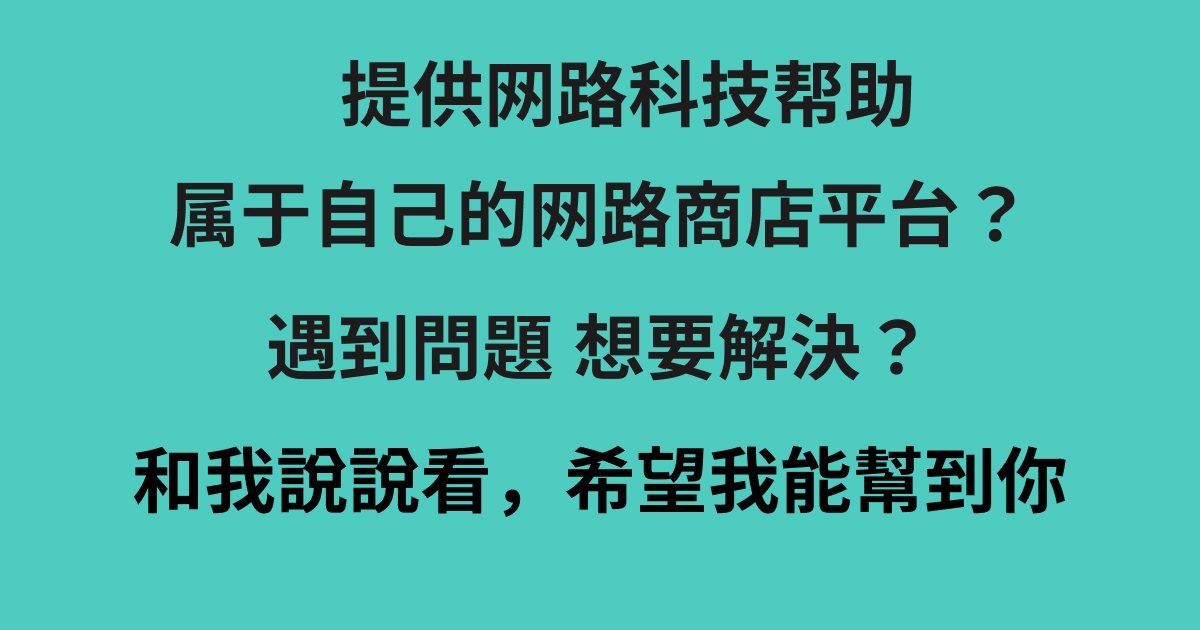 提供网路科技帮助
属于自己的网路商店平台？
遇到問題 想要解決？
和我說說看，希望我能幫到你